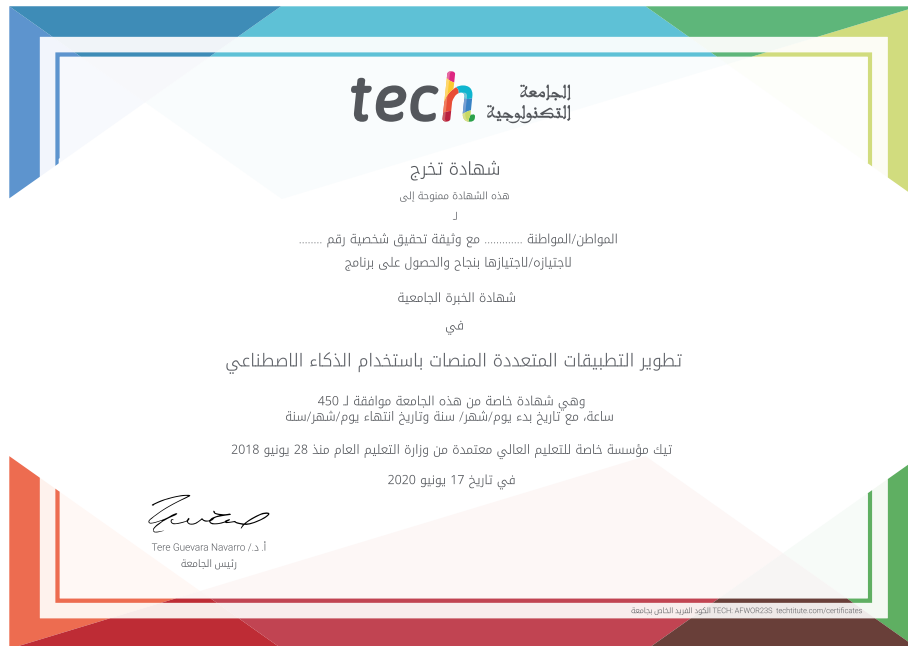 tech الجامعة
التكنولوجية
شهادة تخرج
هذه الشهادة ممنوحة إلى
لـ
المواطن/المواطنة ............ مع وثيقة تحقيق شخصية رقم ........
لاجتيازه/لاجتيازها بنجاح والحصول على برنامج
شهادة الخبرة الجامعية
في
تطوير التطبيقات المتعددة المنصات باستخدام الذكاء الاصطناعي
وهي شهادة خاصة من هذه الجامعة موافقة لـ 450
ساعة، مع تاريخ بدء يوم/شهر/ سنة وتاريخ انتهاء يوم/شهر/سنة
تيك مؤسسة خاصة للتعليم العالي معتمدة من وزارة التعليم العام منذ 28 يونيو 2018
في تاريخ 17 يونيو 2020
أ. د./ Tere Guevara Navarro
رئيس الجامعة
الكود الفريد الخاص بجامعة TECH: AFWOR23S techtitute.com/certificates